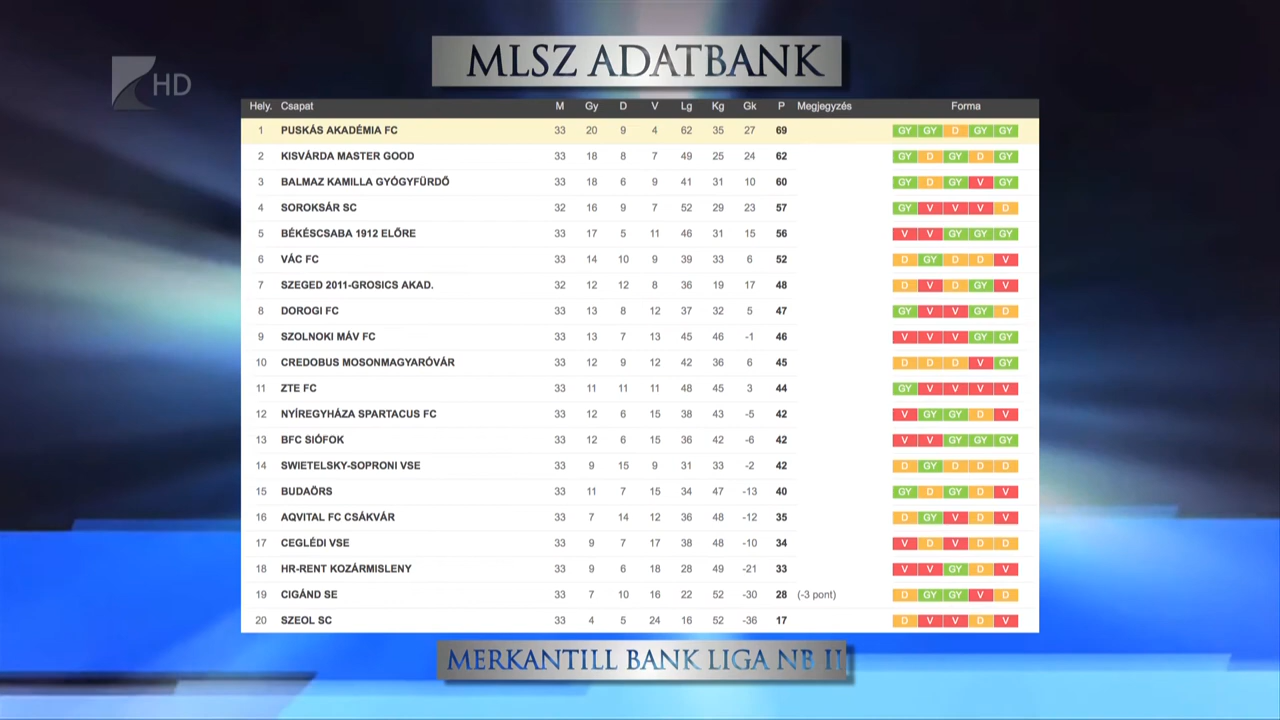 MLSZ ADATBANK
HD
Hely. Csapat M Gy D V Lg Kg Gk P Megjegyzés Forma
1 PUSKÁS AKADÉMIA FC 33 20 9 4 62 35 27 69 GY GY D GY GY
2 KISVÁRDA MASTER GOOD 33 18 8 7 49 25 24 62 GY D GY D GY
3 BALMAZ KAMILLA GYÓGYFÜRDŐ 33 18 6 9 41 31 10 60 GY D GY V GY
4 SOROKSÁR SC 32 16 9 7 52 29 23 57 GY V V V D
5 BÉKÉSCSABA 1912 ELŐRE 33 17 5 11 46 31 15 56 V V GY GY GY
6 VÁC FC 33 14 10 9 39 33 6 52 D GY D D V
7 SZEGED 2011-GROSICS AKAD. 32 12 12 8 36 19 17 48 D V D GY V
8 DOROGI FC 33 13 8 12 37 32 5 47 GY V V GY D
9 SZOLNOKI MÁV FC 33 13 7 13 45 46 -1 46 V V V GY GY
10 CREDOBUS MOSONMAGYARÓVÁR 33 12 9 12 42 36 6 45 D D D V GY
11 ZTE FC 33 11 11 11 48 45 3 44 GY V V V V
12 NYÍREGYHÁZA SPARTACUS FC 33 12 6 15 38 43 -5 42 V GY GY D V
13 BFC SIÓFOK 33 12 6 15 36 42 -6 42 V V GY GY GY
14 SWIETELSKY-SOPRONI VSE 33 9 15 9 31 33 -2 42 D GY D D D
15 BUDAÖRS 33 11 7 15 34 47 -13 40 GY D GY D V
16 AQVITAL FC CSÁKVÁR 33 7 14 12 36 48 -12 35 D GY V D V
17 CEGLÉDI VSE 33 9 7 17 38 48 -10 34 V D V D D
18 HR-RENT KOZÁRMISLENY 33 9 6 18 28 49 -21 33 V V GY D V
19 CIGÁND SE 33 7 10 16 22 52 -30 28 (-3 pont) D GY GY V D
20 SZEOL SC 33 4 5 24 16 52 -36 17 D V V D V
MERKANTILL BANK LIGA NB II